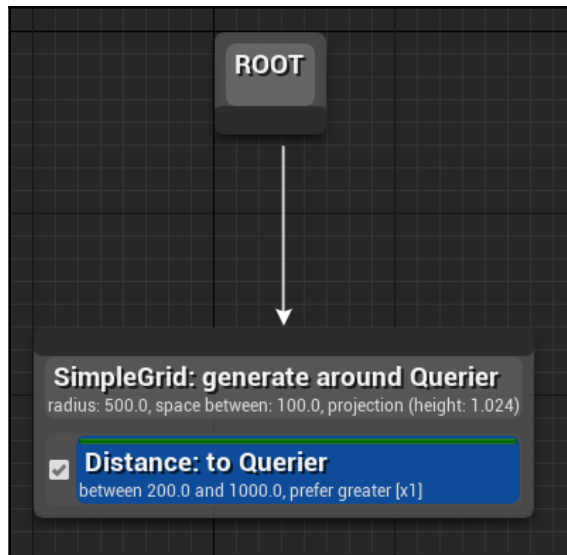 ROOT
SimpleGrid: generate around Querier
radius: 500.0, space between: 100.0, projection (height: 1.024)
Distance: to Querier
between 200.0 and 1000.0, prefer greater [x1]